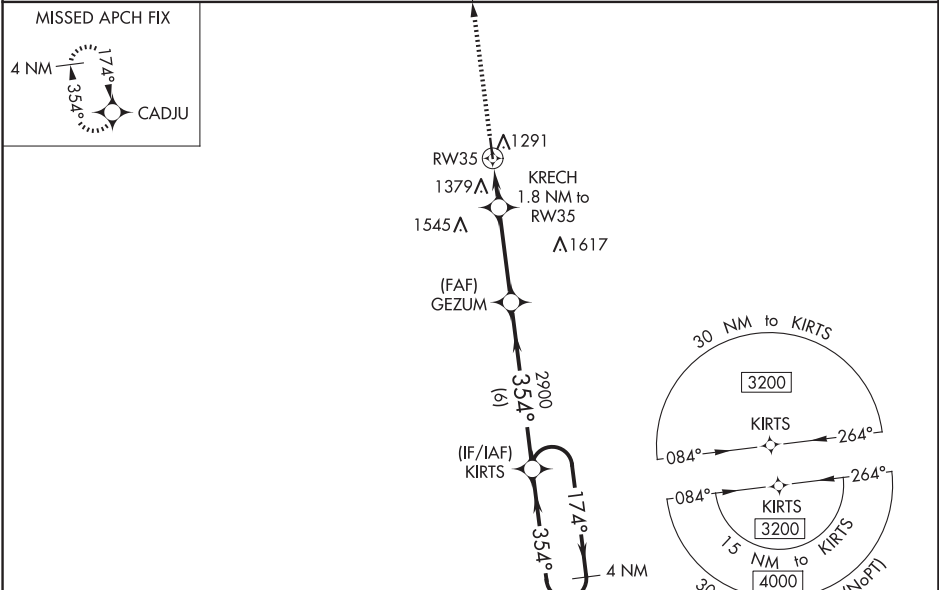 MISSED APCH FIX
4 NM
174°
354°
CADJU
1291
RW35
1379
KRECH
1.8 NM to
RW35
1545
1617
(FAF)
GEZUM
2900
354°
(6)
(IF/IAF)
KIRTS
174°
354°
4 NM
30 NM to KIRTS
3200
KIRTS
084°
264°
084°
264°
KIRTS
3200
15 NM to KIRTS
4000
30
(NoPT)